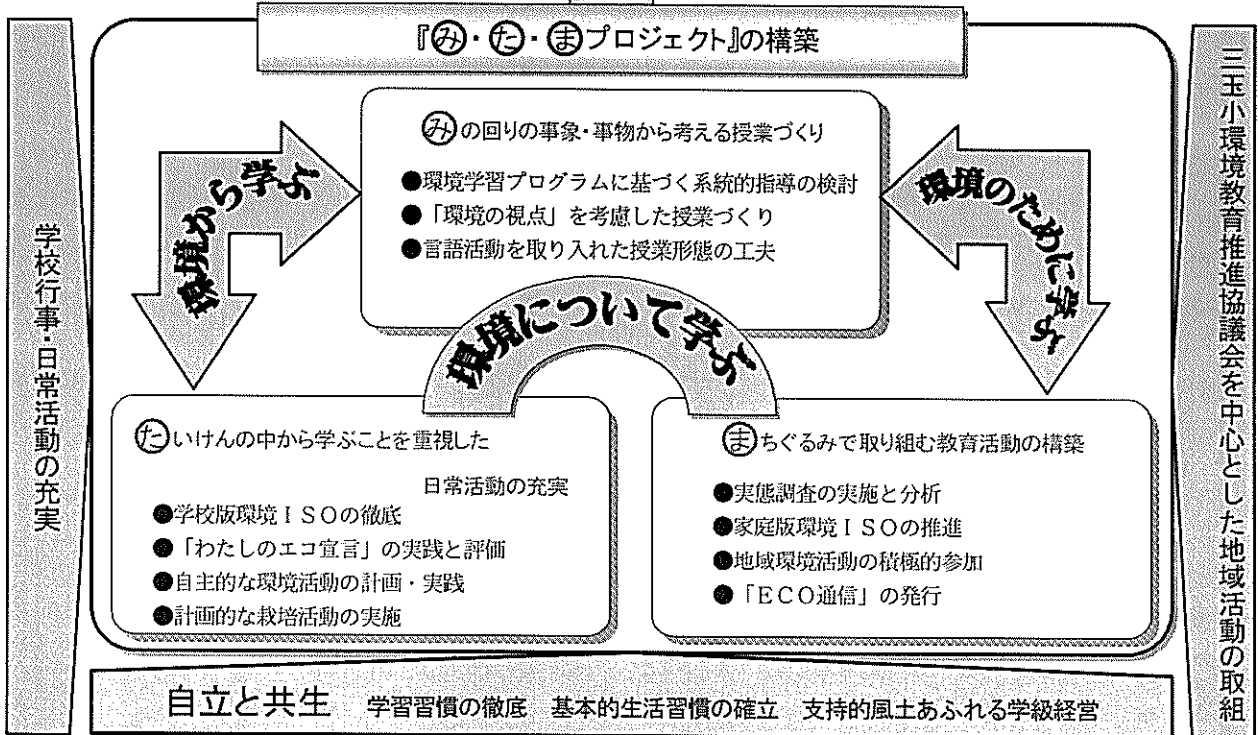 『み・た・まプロジェクト』の構築
みの回りの事象・事物から考える授業づくり
●環境学習プログラムに基づく系統的指導の検討
●「環境の視点」を考慮した授業づくり
●言語活動を取り入れた授業形態の工夫
環境から学ぶ
環境のために学ぶ
環境について学ぶ
たいけんの中から学ぶことを重視した
日常活動の充実
●学校版環境ISOの徹底
●「わたしのエコ宣言」の実践と評価
●自主的な環境活動の計画・実践
●計画的な栽培活動の実施
まちぐるみで取り組む教育活動の構築
●実態調査の実施と分析
●家庭版環境ISOの推進
●地域環境活動の積極的参加
●「ECO通信」の発行
学校行事・日常活動の充実
三玉小環境教育推進協議会を中心とした地域活動の取組
自立と共生 学習習慣の徹底 基本的生活習慣の確立 支持的風土あふれる学級経営